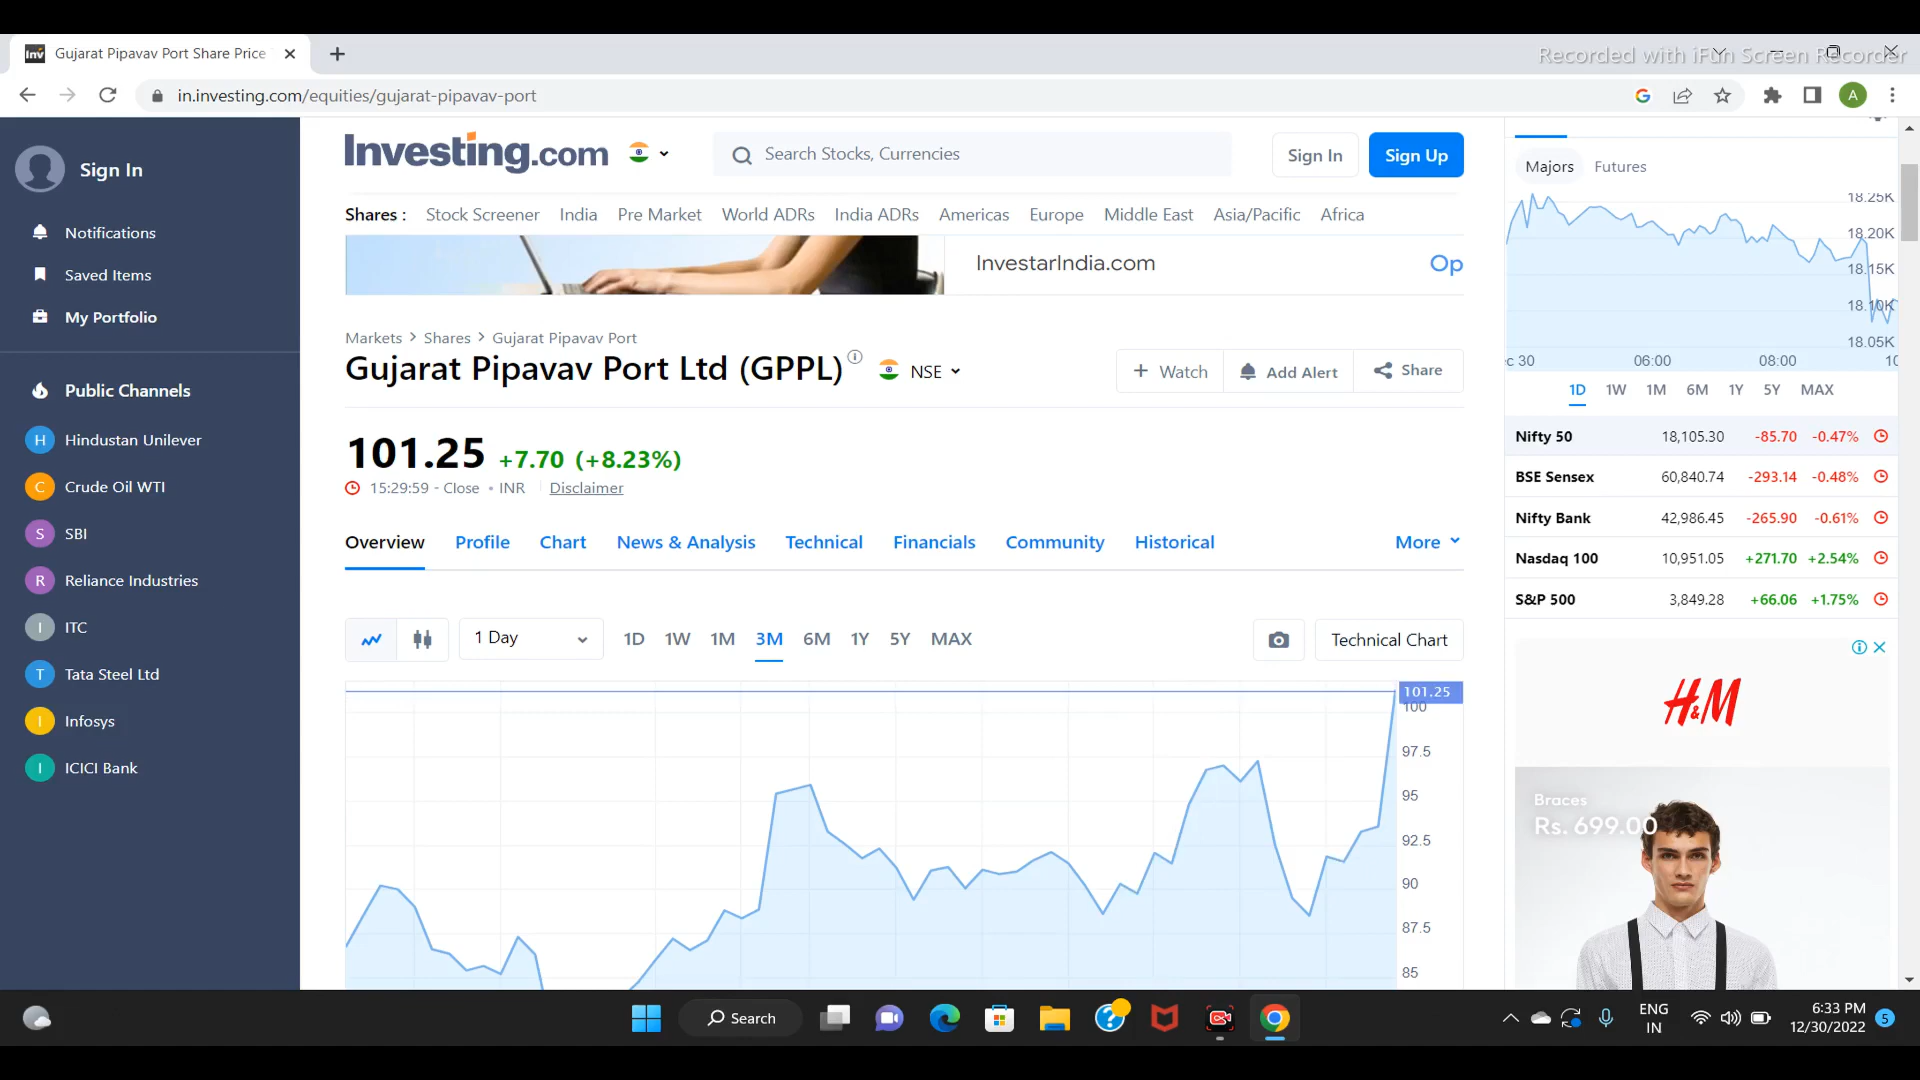 Recorded with iFun Screen Recorder
Gujarat Pipavav Port Share Price
in.investing.com/equities/gujarat-pipavav-port
A
Sign In
Notifications
Saved Items
My Portfolio
Public Channels
H Hindustan Unilever
C Crude Oil WTI
S SBI
R Reliance Industries
I ITC
T Tata Steel Ltd
I Infosys
I ICICI Bank
Investing.com
Search Stocks, Currencies
Sign In
Sign Up
Shares : Stock Screener India Pre Market World ADRs India ADRs Americas Europe Middle East Asia/Pacific Africa
InvestarIndia.com
Op
Markets > Shares > Gujarat Pipavav Port
Gujarat Pipavav Port Ltd (GPPL)
NSE
+ Watch
Add Alert
Share
101.25 +7.70 (+8.23%)
15:29:59 - Close • INR Disclaimer
Overview Profile Chart News & Analysis Technical Financials Community Historical More
1 Day
1D 1W 1M 3M 6M 1Y 5Y MAX
Technical Chart
101.25
100
97.5
95
92.5
90
87.5
85
Majors Futures
18.25K
18.20K
18.15K
18.10K
18.05K
c 30 06:00 08:00 10
1D 1W 1M 6M 1Y 5Y MAX
Nifty 50 18,105.30 -85.70 -0.47%
BSE Sensex 60,840.74 -293.14 -0.48%
Nifty Bank 42,986.45 -265.90 -0.61%
Nasdaq 100 10,951.05 +271.70 +2.54%
S&P 500 3,849.28 +66.06 +1.75%
H&M
Braces
Rs. 699.00
Search
ENG
IN
6:33 PM
12/30/2022
5